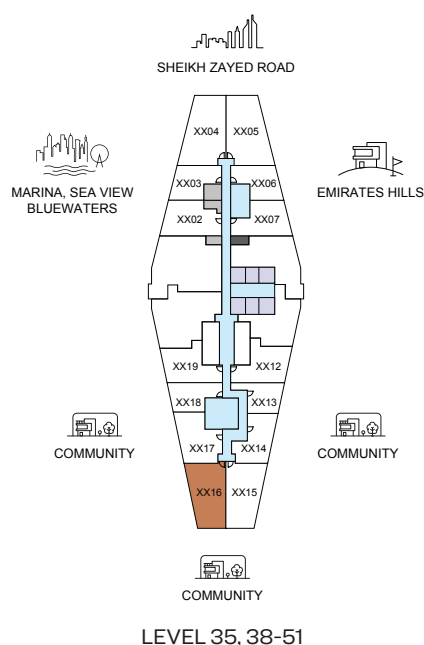 SHEIKH ZAYED ROAD
XX04 XX05
MARINA, SEA VIEW
BLUEWATERS
XX03 XX06
EMIRATES HILLS
XX02 XX07
XX19 XX12
XX18 XX13
COMMUNITY
XX17 XX14
COMMUNITY
XX16 XX15
COMMUNITY
LEVEL 35, 38-51